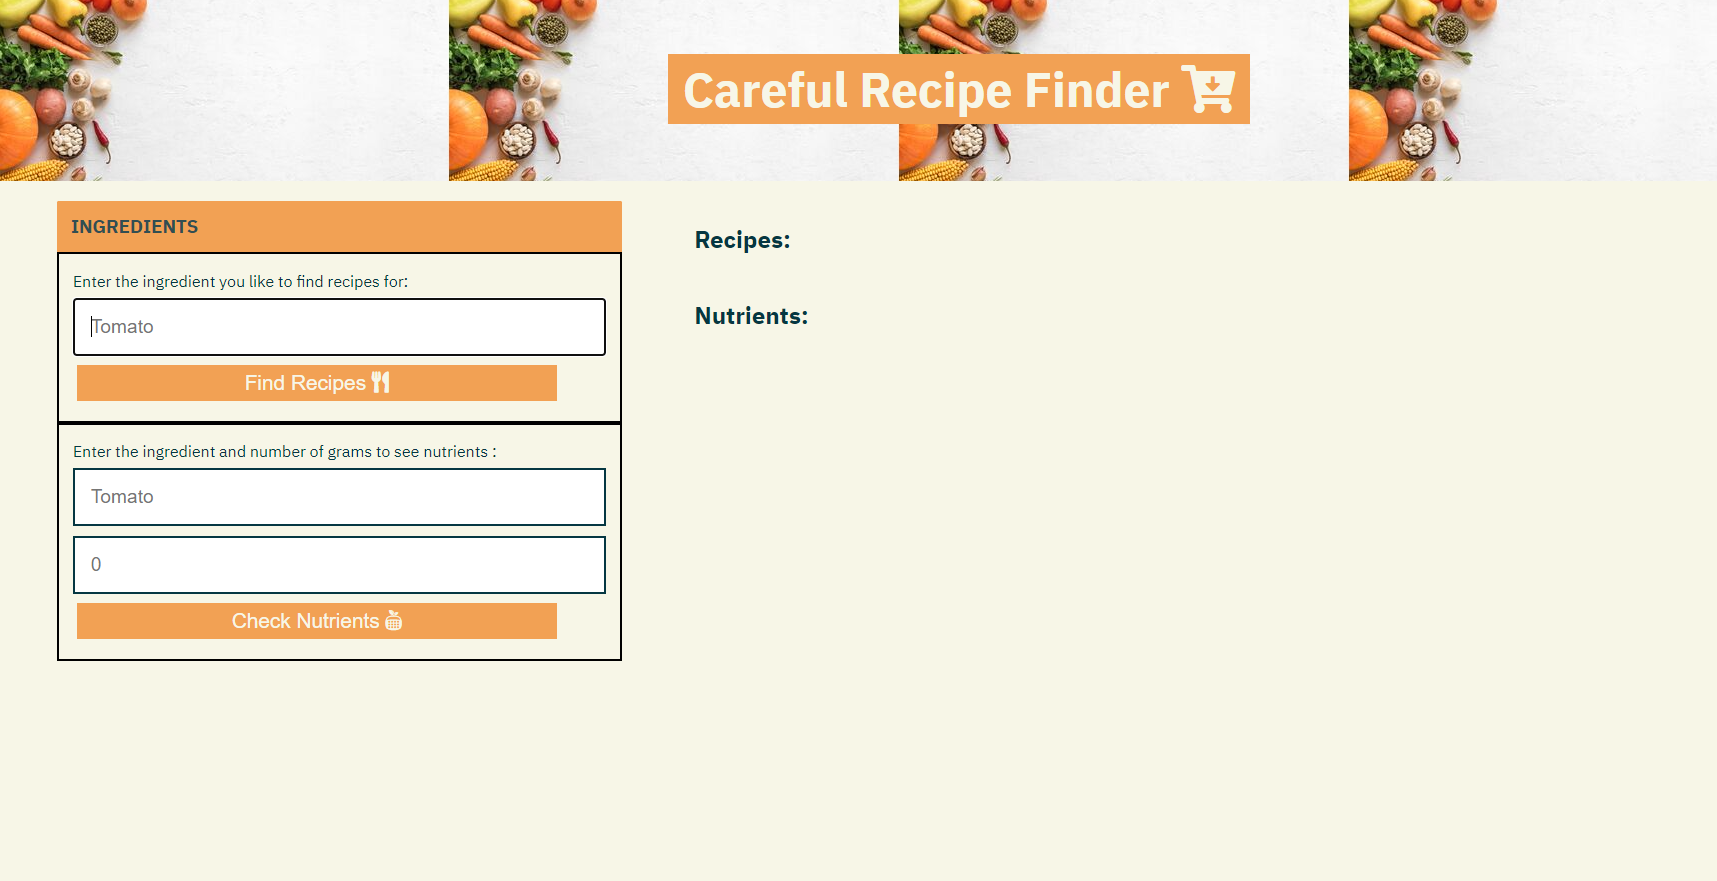 Careful Recipe Finder
INGREDIENTS
Enter the ingredient you like to find recipes for:
Tomato
Find Recipes
Enter the ingredient and number of grams to see nutrients :
Tomato
0
Check Nutrients
Recipes:
Nutrients: